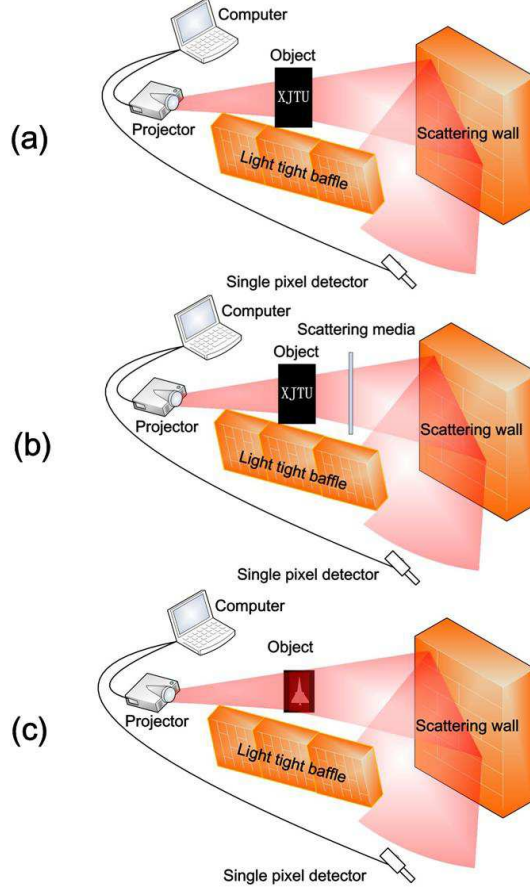 Computer
Object
XJTU
Projector
Scattering wall
(a)
Light tight baffle
Single pixel detector
Computer
Scattering media
Object
XJTU
Projector
Scattering wall
(b)
Light tight baffle
Single pixel detector
Computer
Object
Projector
Scattering wall
(c)
Light tight baffle
Single pixel detector